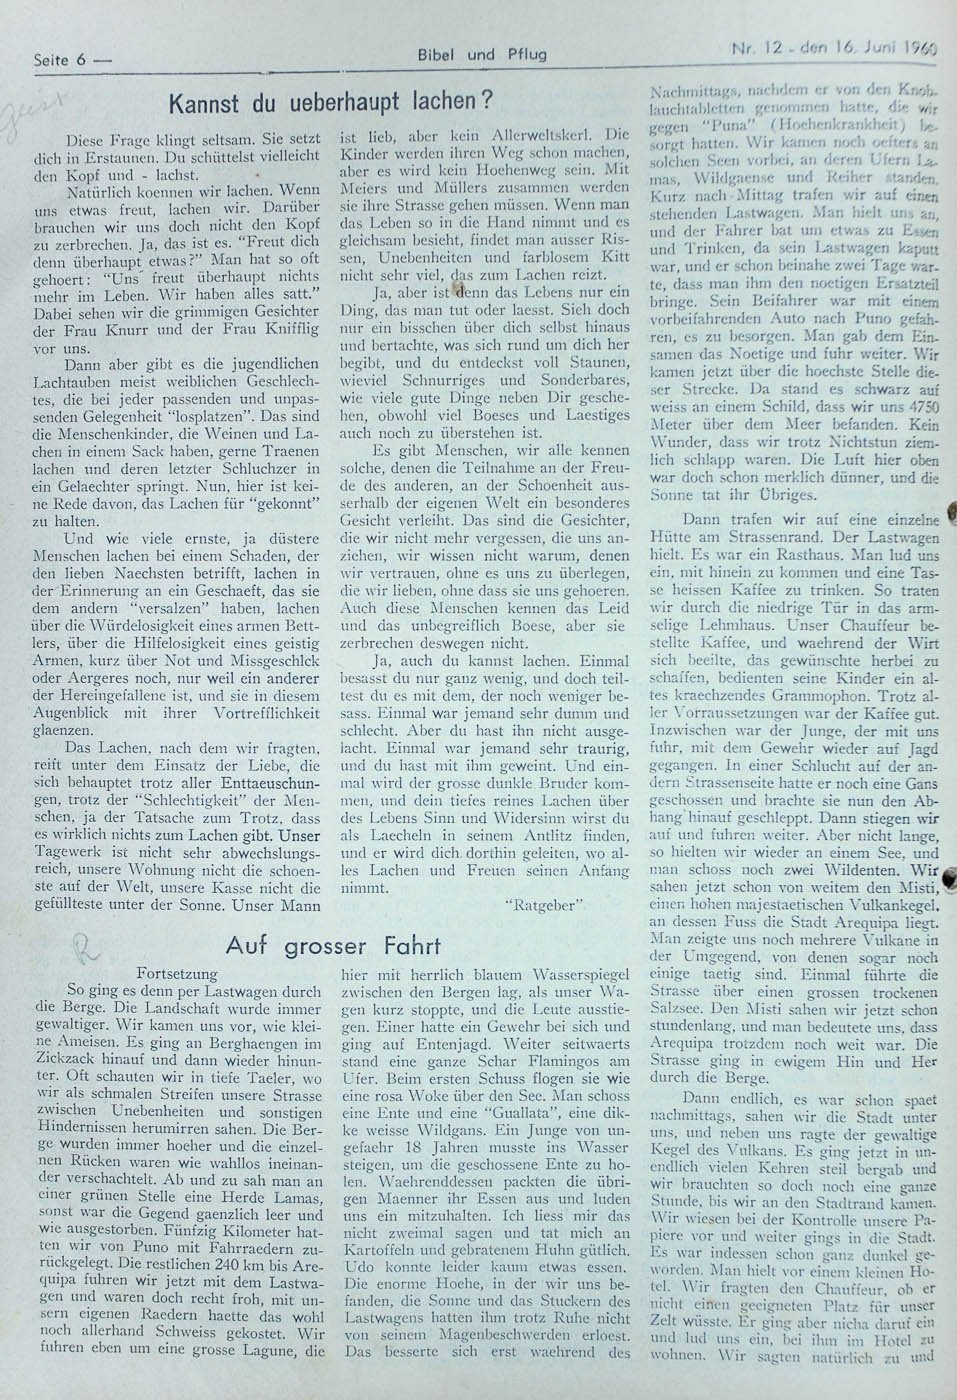 Seite 6 —
Bibel und Pflug
Nr. 12 - den 16. Juni 1960
Kannst du ueberhaupt lachen?
Diese Frage klingt seltsam. Sie setzt
dich in Erstaunen. Du schüttelst vielleicht
den Kopf und - lachst.
Natürlich koennen wir lachen. Wenn
uns etwas freut, lachen wir. Darüber
brauchen wir uns doch nicht den Kopf
zu zerbrechen. Ja, das ist es. “Freut dich
denn überhaupt etwas?” Man hat so oft
gehoert: “Uns freut überhaupt nichts
mehr im Leben. Wir haben alles satt.”
Dabei sehen wir die grimmigen Gesichter
der Frau Knurr und der Frau Knifflig
vor uns.
Dann aber gibt es die jugendlichen
Lachtauben meist weiblichen Geschlech-
tes, die bei jeder passenden und unpas-
senden Gelegenheit “losplatzen”. Das sind
die Menschenkinder, die Weinen und La-
chen in einem Sack haben, gerne Traenen
lachen und deren letzter Schluchzer in
ein Gelaechter springt. Nun, hier ist kei-
ne Rede davon, das Lachen für “gekonnt”
zu halten.
Und wie viele ernste, ja düstere
Menschen lachen bei einem Schaden, der
den lieben Naechsten betrifft, lachen in
der Erinnerung an ein Geschaeft, das sie
dem andern “versalzen” haben, lachen
über die Würdelosigkeit eines armen Bett-
lers, über die Hilfelosigkeit eines geistig
Armen, kurz über Not und Missgeschlck
oder Aergeres noch, nur weil ein anderer
der Hereingefallene ist, und sie in diesem
Augenblick mit ihrer Vortrefflichkeit
glaenzen.
Das Lachen, nach dem wir fragten,
reift unter dem Einsatz der Liebe, die
sich behauptet trotz aller Enttaeuschun-
gen, trotz der “Schlechtigkeit” der Men-
schen, ja der Tatsache zum Trotz, dass
es wirklich nichts zum Lachen gibt. Unser
Tagewerk ist nicht sehr abwechslungs-
reich, unsere Wohnung nicht die schoen-
ste auf der Welt, unsere Kasse nicht die
gefüllteste unter der Sonne. Unser Mann
ist lieb, aber kein Allerweltskerl. Die
Kinder werden ihren Weg schon machen,
aber es wird kein Hoehenweg sein. Mit
Meiers und Müllers zusammen werden
sie ihre Strasse gehen müssen. Wenn man
das Leben so in die Hand nimmt und es
gleichsam besieht, findet man ausser Ris-
sen, Unebenheiten und farblosem Kitt
nicht sehr viel, das zum Lachen reizt.
Ja, aber ist denn das Lebens nur ein
Ding, das man tut oder laesst. Sieh doch
nur ein bisschen über dich selbst hinaus
und bertachte, was sich rund um dich her
begibt, und du entdeckst voll Staunen,
wieviel Schnurriges und Sonderbares,
wie viele gute Dinge neben Dir gesche-
hen, obwohl viel Boeses und Laestiges
auch noch zu überstehen ist.
Es gibt Menschen, wir alle kennen
solche, denen die Teilnahme an der Freu-
de des anderen, an der Schoenheit aus-
serhalb der eigenen Welt ein besonderes
Gesicht verleiht. Das sind die Gesichter,
die wir nicht mehr vergessen, die uns an-
ziehen, wir wissen nicht warum, denen
wir vertrauen, ohne es uns zu überlegen,
die wir lieben, ohne dass sie uns gehoeren.
Auch diese Menschen kennen das Leid
und das unbegreiflich Boese, aber sie
zerbrechen deswegen nicht.
Ja, auch du kannst lachen. Einmal
besasst du nur ganz wenig, und doch teil-
test du es mit dem, der noch weniger be-
sass. Einmal war jemand sehr dumm und
schlecht. Aber du hast ihn nicht ausge-
lacht. Einmal war jemand sehr traurig,
und du hast mit ihm geweint. Und ein-
mal wird der grosse dunkle Bruder kom-
men, und dein tiefes reines Lachen über
des Lebens Sinn und Widersinn wirst du
als Laecheln in seinem Antlitz finden,
und er wird dich dorthin geleiten, wo al-
les Lachen und Freuen seinen Anfang
nimmt.
“Ratgeber”
Auf grosser Fahrt
Fortsetzung
So ging es denn per Lastwagen durch
die Berge. Die Landschaft wurde immer
gewaltiger. Wir kamen uns vor, wie klei-
ne Ameisen. Es ging an Berghaengen im
Zickzack hinauf und dann wieder hinun-
ter. Oft schauten wir in tiefe Taeler, wo
wir als schmalen Streifen unsere Strasse
zwischen Unebenheiten und sonstigen
Hindernissen herumirren sahen. Die Ber-
ge wurden immer hoeher und die einzel-
nen Rücken waren wie wahllos ineinan-
der verschachtelt. Ab und zu sah man an
einer grünen Stelle eine Herde Lamas,
sonst war die Gegend gaenzlich leer und
wie ausgestorben. Fünfzig Kilometer hat-
ten wir von Puno mit Fahrraedern zu-
rückgelegt. Die restlichen 240 km bis Are-
quipa fuhren wir jetzt mit dem Lastwa-
gen und waren doch recht froh, mit un-
sern eigenen Raedern haette das wohl
noch allerhand Schweiss gekostet. Wir
fuhren eben um eine grosse Lagune, die
hier mit herrlich blauem Wasserspiegel
zwischen den Bergen lag, als unser Wa-
gen kurz stoppte, und die Leute ausstie-
gen. Einer hatte ein Gewehr bei sich und
ging auf Entenjagd. Weiter seitwaerts
stand eine ganze Schar Flamingos am
Ufer. Beim ersten Schuss flogen sie wie
eine rosa Woke über den See. Man schoss
eine Ente und eine “Guallata”, eine dik-
ke weisse Wildgans. Ein Junge von un-
gefaehr 18 Jahren musste ins Wasser
steigen, um die geschossene Ente zu ho-
len. Waehrenddessen packten die übri-
gen Maenner ihr Essen aus und luden
uns ein mitzuhalten. Ich liess mir das
nicht zweimal sagen und tat mich an
Kartoffeln und gebratenem Huhn gütlich.
Udo konnte leider kaum etwas essen.
Die enorme Hoehe, in der wir uns be-
fanden, die Sonne und das Stuckern des
Lastwagens hatten ihm trotz Ruhe nicht
von seinem Magenbeschwerden erloest.
Das besserte sich erst waehrend des
Nachmittags, nachdem er von den Knob-
lauchtabletten genommen hatte, die wir
gegen “Puna” (Hoehenkrankheit) be-
sorgt hatten. Wir kamen noch oefters an
solchen Seen vorbei, an deren Ufern La-
mas, Wildgaense und Reiher standen.
Kurz nach Mittag trafen wir auf einen
stehenden Lastwagen. Man hielt uns an,
und der Fahrer bat um etwas zu Essen
und Trinken, da sein Lastwagen kaputt
war, und er schon beinahe zwei Tage war-
te, dass man ihm den noetigen Ersatzteil
bringe. Sein Beifahrer war mit einem
vorbeifahrenden Auto nach Puno gefah-
ren, es zu besorgen. Man gab dem Ein-
samen das Noetige und fuhr weiter. Wir
kamen jetzt über die hoechste Stelle die-
ser Strecke. Da stand es schwarz auf
weiss an einem Schild, dass wir uns 4750
Meter über dem Meer befanden. Kein
Wunder, dass wir trotz Nichtstun ziem-
lich schlapp waren. Die Luft hier oben
war doch schon merklich dünner, und die
Sonne tat ihr Übriges.
Dann trafen wir auf eine einzelne
Hütte am Strassenrand. Der Lastwagen
hielt. Es war ein Rasthaus. Man lud uns
ein, mit hinein zu kommen und eine Tas-
se heissen Kaffee zu trinken. So traten
wir durch die niedrige Tür in das arm-
selige Lehmhaus. Unser Chauffeur be-
stellte Kaffee, und waehrend der Wirt
sich beeilte, das gewünschte herbei zu
schaffen, bedienten seine Kinder ein al-
tes kraechzendes Grammophon. Trotz al-
ler Vorraussetzungen war der Kaffee gut.
Inzwischen war der Junge, der mit uns
fuhr, mit dem Gewehr wieder auf Jagd
gegangen. In einer Schlucht auf der an-
dern Strassenseite hatte er noch eine Gans
geschossen und brachte sie nun den Ab-
hang hinauf geschleppt. Dann stiegen wir
auf und fuhren weiter. Aber nicht lange,
so hielten wir wieder an einem See, und
man schoss noch zwei Wildenten. Wir
sahen jetzt schon von weitem den Misti,
einen hohen majestaetischen Vulkankegel,
an dessen Fuss die Stadt Arequipa liegt.
Man zeigte uns noch mehrere Vulkane in
der Umgegend, von denen sogar noch
einige taetig sind. Einmal führte die
Strasse über einen grossen trockenen
Salzsee. Den Misti sahen wir jetzt schon
stundenlang, und man bedeutete uns, dass
Arequipa trotzdem noch weit war. Die
Strasse ging in ewigem Hin und Her
durch die Berge.
Dann endlich, es war schon spaet
nachmittags, sahen wir die Stadt unter
uns, und neben uns ragte der gewaltige
Kegel des Vulkans. Es ging jetzt in un-
endlich vielen Kehren steil bergab und
wir brauchten so doch noch eine ganze
Stunde, bis wir an den Stadtrand kamen.
Wir wiesen bei der Kontrolle unsere Pa-
piere vor und weiter gings in die Stadt.
Es war indessen schon ganz dunkel ge-
worden. Man hielt vor einem kleinen Ho-
tel. Wir fragten den Chauffeur, ob er
nicht einen geeigneten Platz für unser
Zelt wüsste. Er ging aber nicha daruf ein
und lud uns ein, bei ihm im Hotel zu
wohnen. Wir sagten natürlich zu und